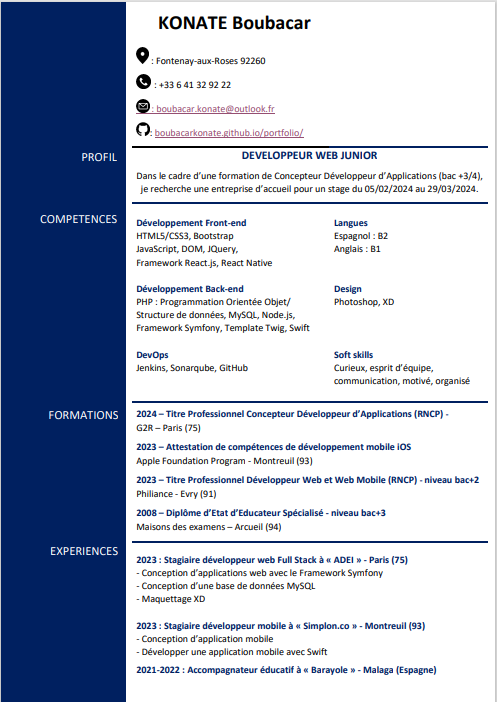 KONATE Boubacar
: Fontenay-aux-Roses 92260
: +33 6 41 32 92 22
: boubacar.konate@outlook.fr
: boubacarkonate.github.io/portfolio/
PROFIL
DEVELOPPEUR WEB JUNIOR
Dans le cadre d'une formation de Concepteur Développeur d'Applications (bac +3/4),
je recherche une entreprise d'accueil pour un stage du 05/02/2024 au 29/03/2024.
COMPETENCES
Développement Front-end
HTML5/CSS3, Bootstrap
JavaScript, DOM, JQuery,
Framework React.js, React Native
Langues
Espagnol : B2
Anglais : B1
Développement Back-end
PHP : Programmation Orientée Objet/
Structure de données, MySQL, Node.js,
Framework Symfony, Template Twig, Swift
Design
Photoshop, XD
DevOps
Jenkins, Sonarqube, GitHub
Soft skills
Curieux, esprit d'équipe,
communication, motivé, organisé
FORMATIONS
2024 – Titre Professionnel Concepteur Développeur d'Applications (RNCP) -
G2R – Paris (75)
2023 – Attestation de compétences de développement mobile iOS
Apple Foundation Program - Montreuil (93)
2023 – Titre Professionnel Développeur Web et Web Mobile (RNCP) - niveau bac+2
Philiance - Evry (91)
2008 – Diplôme d'Etat d'Educateur Spécialisé - niveau bac+3
Maisons des examens – Arcueil (94)
EXPERIENCES
2023 : Stagiaire développeur web Full Stack à « ADEI » - Paris (75)
- Conception d'applications web avec le Framework Symfony
- Conception d'une base de données MySQL
- Maquettage XD
2023 : Stagiaire développeur mobile à « Simplon.co » - Montreuil (93)
- Conception d'application mobile
- Développer une application mobile avec Swift
2021-2022 : Accompagnateur éducatif à « Barayole » - Malaga (Espagne)